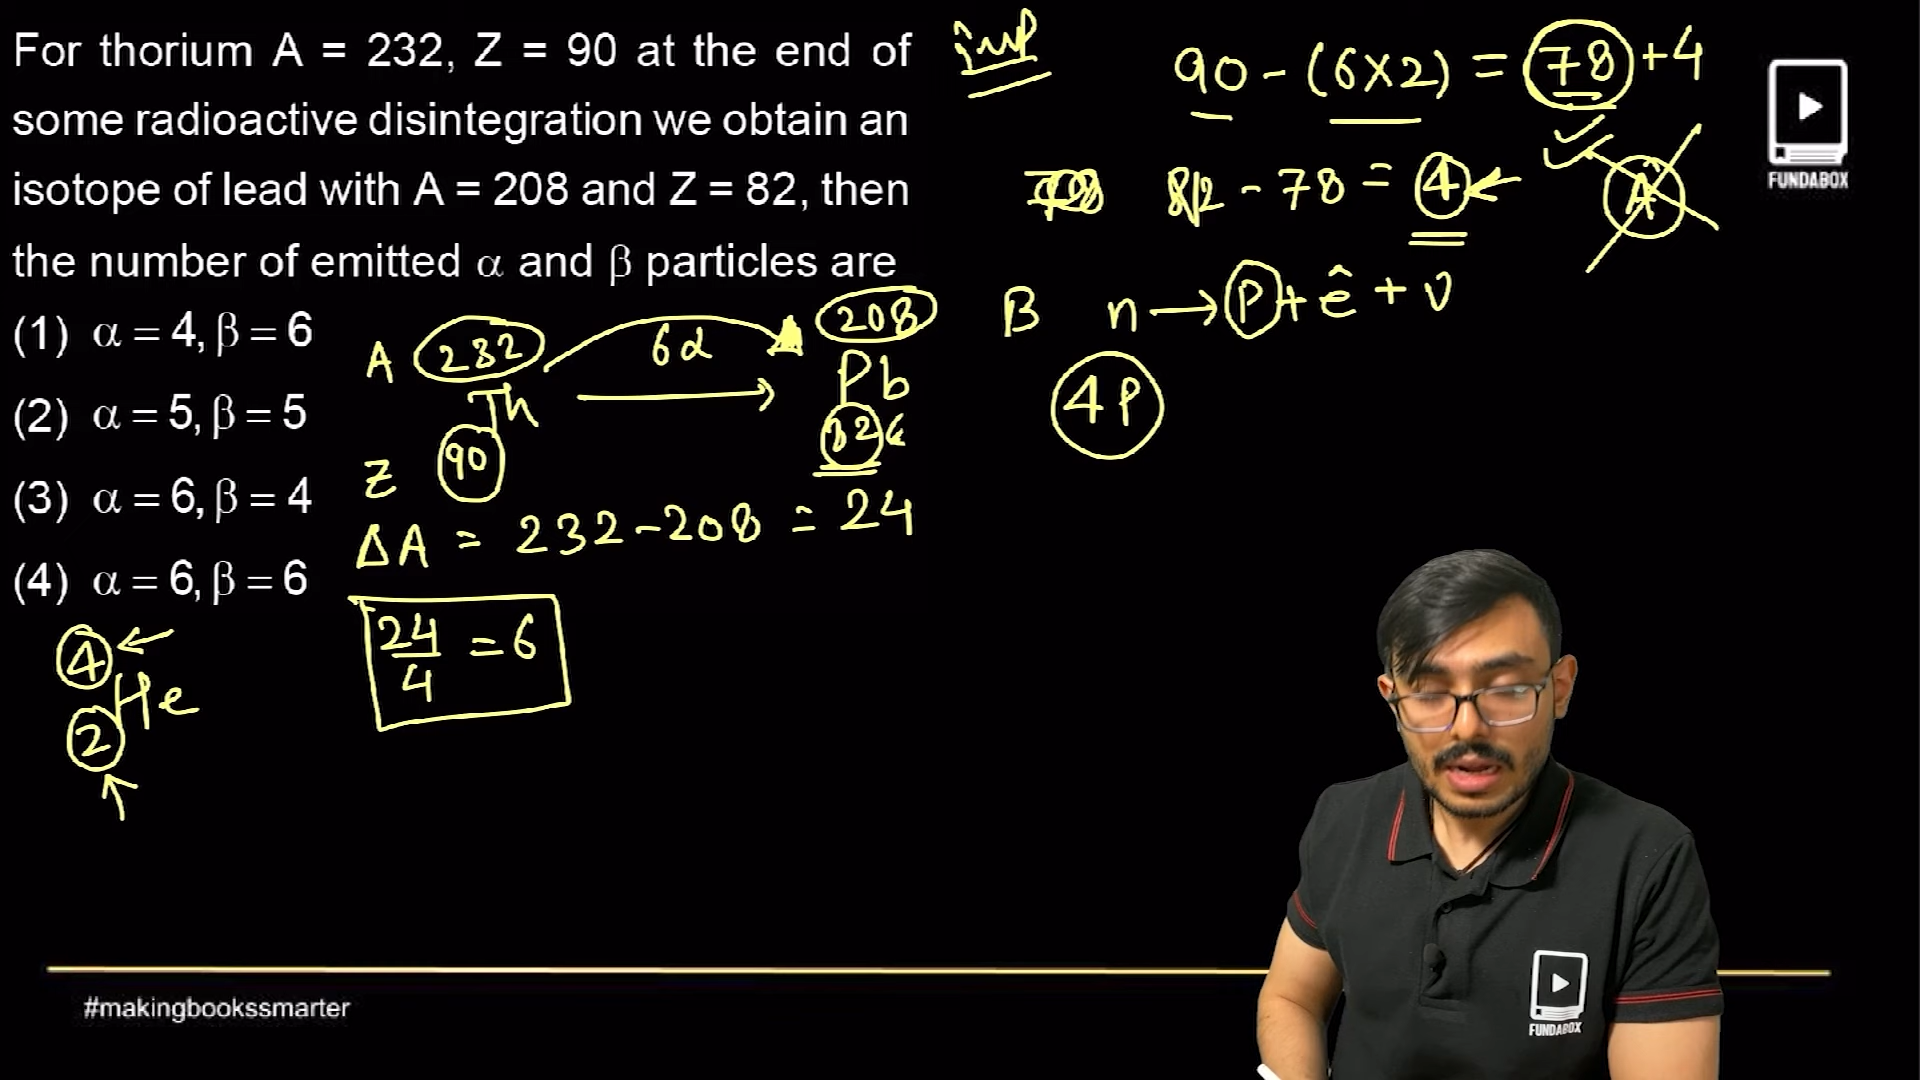 For thorium A = 232, Z = 90 at the end of
some radioactive disintegration we obtain an
isotope of lead with A = 208 and Z = 82, then
the number of emitted α and β particles are
(1) α = 4, β = 6
(2) α = 5, β = 5
(3) α = 6, β = 4
(4) α = 6, β = 6
4
He
2
A 232 6α 208
Th Pb
Z 90 82
ΔA = 232 - 208 = 24
24/4 = 6
imp
90 - (6×2) = 78 + 4
82 - 78 = 4
A
B n → P + e + ν
4P
FUNDABOX
FUNDABOX
#makingbookssmarter